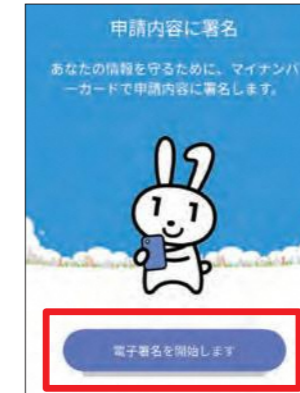 申請内容に署名
あなたの情報を守るために、マイナンバ
ーカードで申請内容に署名します。
電子署名を開始します